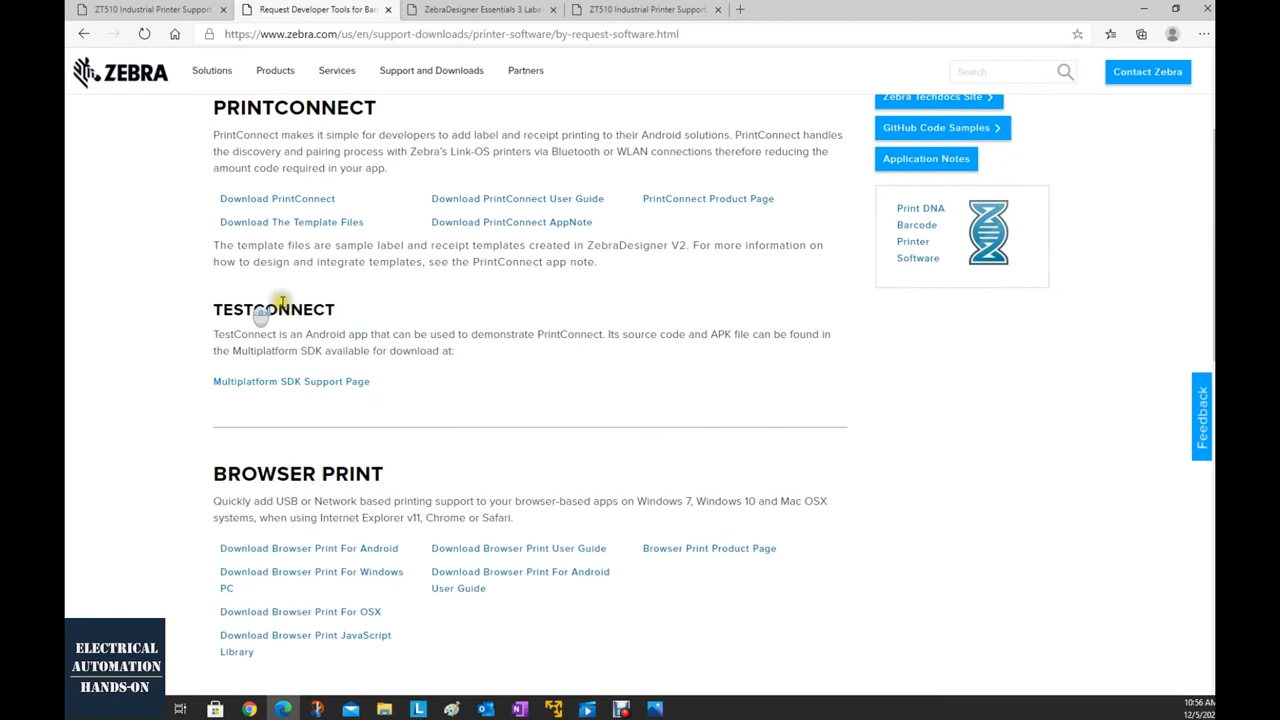 ZT510 Industrial Printer Support
Request Developer Tools for Bar
ZebraDesigner Essentials 3 Label
ZT510 Industrial Printer Support
https://www.zebra.com/us/en/support-downloads/printer-software/by-request-software.html
ZEBRA
Solutions
Products
Services
Support and Downloads
Partners
Search
Contact Zebra
PRINTCONNECT
PrintConnect makes it simple for developers to add label and receipt printing to their Android solutions. PrintConnect handles
the discovery and pairing process with Zebra's Link-OS printers via Bluetooth or WLAN connections therefore reducing the
amount code required in your app.
Download PrintConnect
Download PrintConnect User Guide
PrintConnect Product Page
Download The Template Files
Download PrintConnect AppNote
The template files are sample label and receipt templates created in ZebraDesigner V2. For more information on
how to design and integrate templates, see the PrintConnect app note.
TESTCONNECT
TestConnect is an Android app that can be used to demonstrate PrintConnect. Its source code and APK file can be found in
the Multiplatform SDK available for download at:
Multiplatform SDK Support Page
BROWSER PRINT
Quickly add USB or Network based printing support to your browser-based apps on Windows 7, Windows 10 and Mac OSX
systems, when using Internet Explorer v11, Chrome or Safari.
Download Browser Print For Android
Download Browser Print User Guide
Browser Print Product Page
Download Browser Print For Windows
PC
Download Browser Print For Android
User Guide
Download Browser Print For OSX
Download Browser Print JavaScript
Library
Zebra Techdocs Site
GitHub Code Samples
Application Notes
Print DNA
Barcode
Printer
Software
Feedback
ELECTRICAL
AUTOMATION
HANDS-ON
10:56 AM
12/5/202